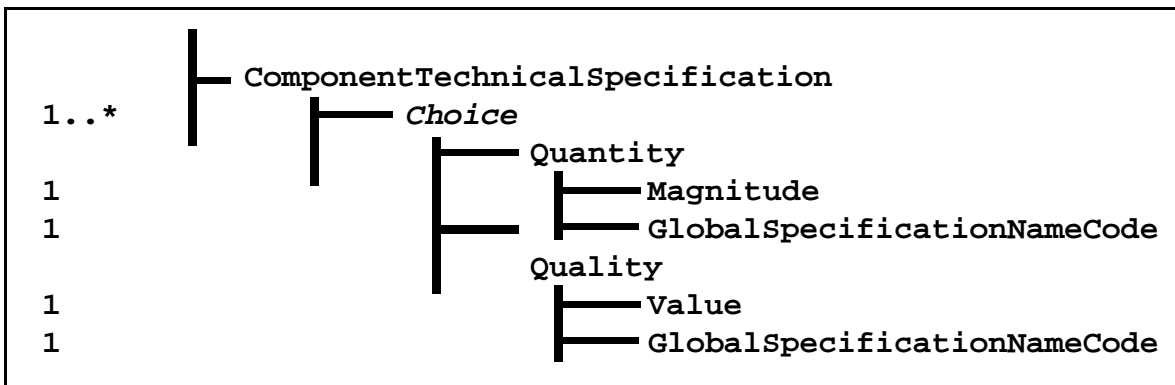 ComponentTechnicalSpecification
1..* Choice
Quantity
1 Magnitude
1 GlobalSpecificationNameCode
Quality
1 Value
1 GlobalSpecificationNameCode